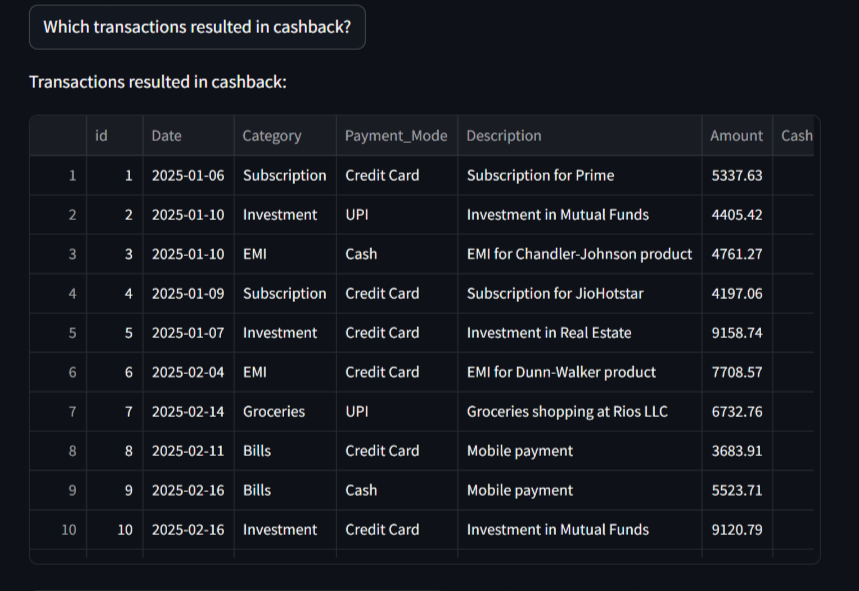 Which transactions resulted in cashback?
Transactions resulted in cashback:
id Date Category Payment_Mode Description Amount Cash
1 1 2025-01-06 Subscription Credit Card Subscription for Prime 5337.63
2 2 2025-01-10 Investment UPI Investment in Mutual Funds 4405.42
3 3 2025-01-10 EMI Cash EMI for Chandler-Johnson product 4761.27
4 4 2025-01-09 Subscription Credit Card Subscription for JioHotstar 4197.06
5 5 2025-01-07 Investment Credit Card Investment in Real Estate 9158.74
6 6 2025-02-04 EMI Credit Card EMI for Dunn-Walker product 7708.57
7 7 2025-02-14 Groceries UPI Groceries shopping at Rios LLC 6732.76
8 8 2025-02-11 Bills Credit Card Mobile payment 3683.91
9 9 2025-02-16 Bills Cash Mobile payment 5523.71
10 10 2025-02-16 Investment Credit Card Investment in Mutual Funds 9120.79